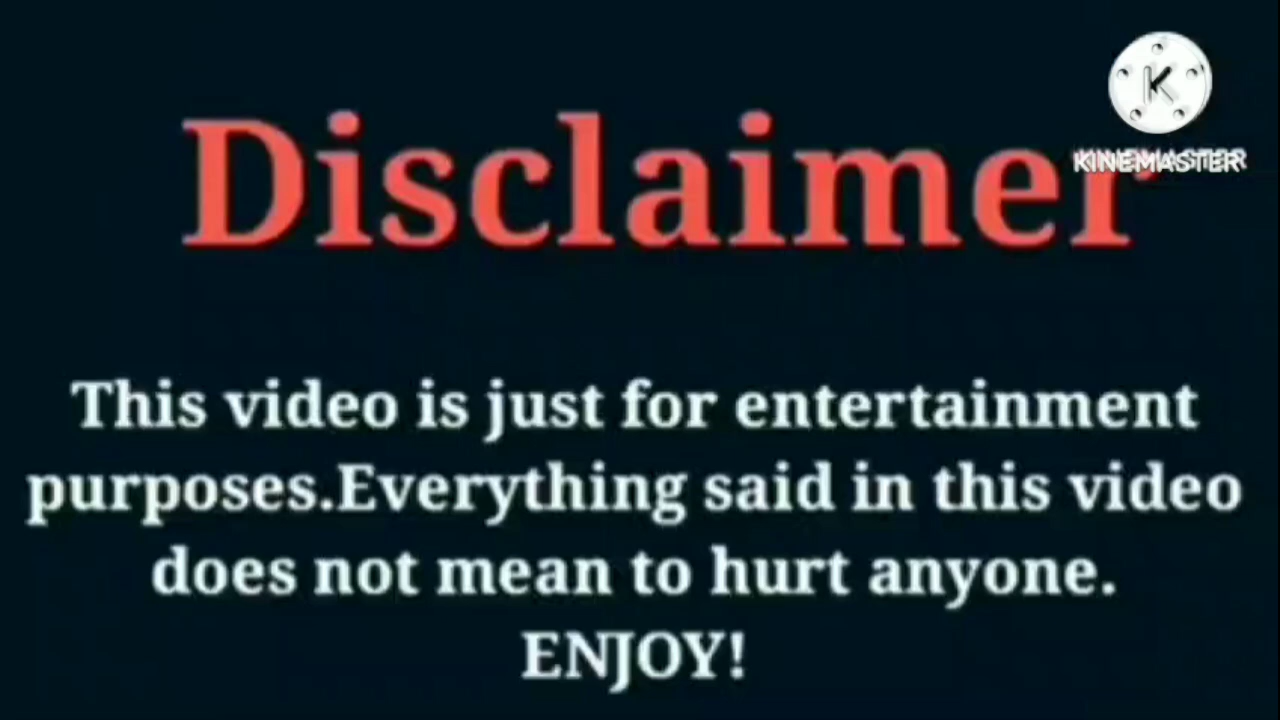 K
KINEMASTER
Disclaimer
This video is just for entertainment
purposes.Everything said in this video
does not mean to hurt anyone.
ENJOY!